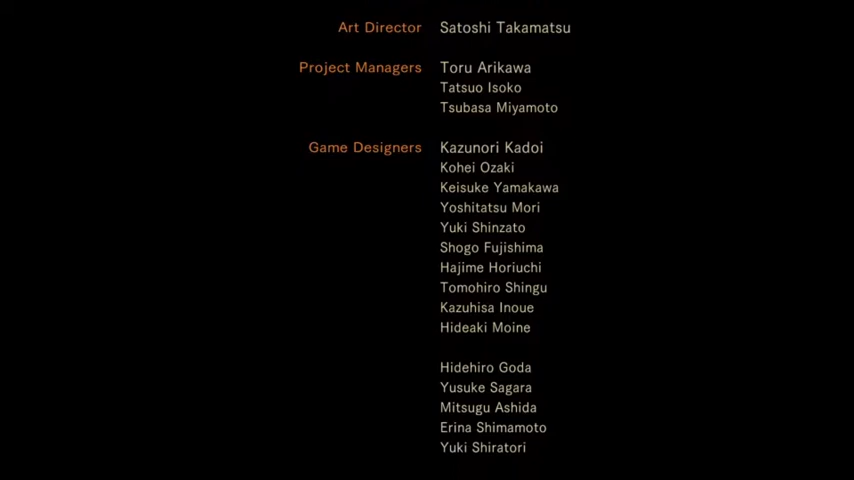 Art Director Satoshi Takamatsu
Project Managers Toru Arikawa
Tatsuo Isoko
Tsubasa Miyamoto
Game Designers Kazunori Kadoi
Kohei Ozaki
Keisuke Yamakawa
Yoshitatsu Mori
Yuki Shinzato
Shogo Fujishima
Hajime Horiuchi
Tomohiro Shingu
Kazuhisa Inoue
Hideaki Moine
Hidehiro Goda
Yusuke Sagara
Mitsugu Ashida
Erina Shimamoto
Yuki Shiratori